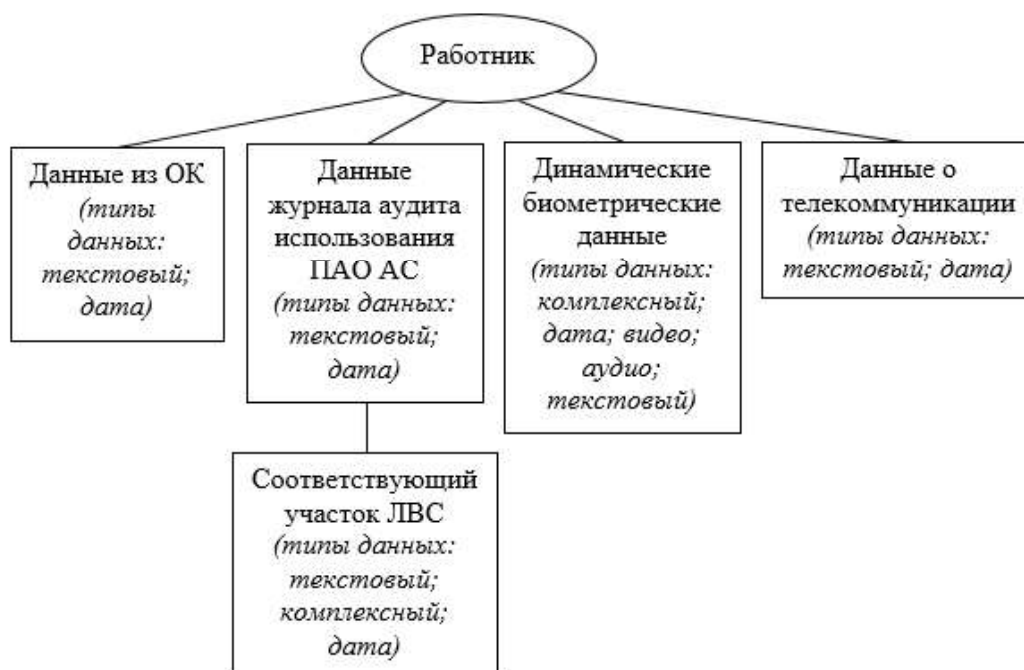 Работник
Данные из ОК
(типы
данных:
текстовый;
дата)
Данные
журнала аудита
использования
ПАО АС
(типы данных:
текстовый;
дата)
Динамические
биометрические
данные
(типы данных:
комплексный;
дата; видео;
аудио;
текстовый)
Данные о
телекоммуникации
(типы данных:
текстовый; дата)
Соответствующий
участок ЛВС
(типы данных:
текстовый;
комплексный;
дата)